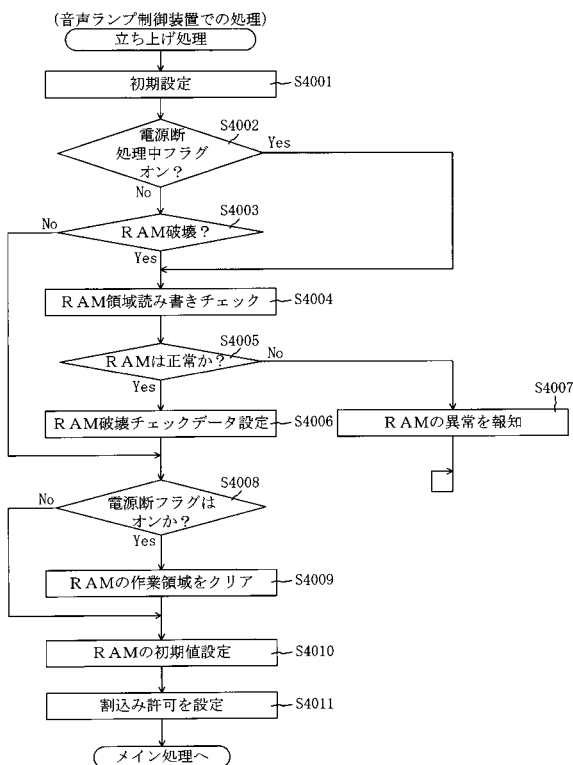 (音声ランプ制御装置での処理)
立ち上げ処理
初期設定
S4001
電源断
処理中フラグ
オン？
S4002
Yes
No
RAM破壊？
S4003
No
Yes
RAM領域読み書きチェック
S4004
RAMは正常か？
S4005
No
Yes
RAM破壊チェックデータ設定
S4006
RAMの異常を報知
S4007
電源断フラグは
オンか？
S4008
No
Yes
RAMの作業領域をクリア
S4009
RAMの初期値設定
S4010
割込み許可を設定
S4011
メイン処理へ